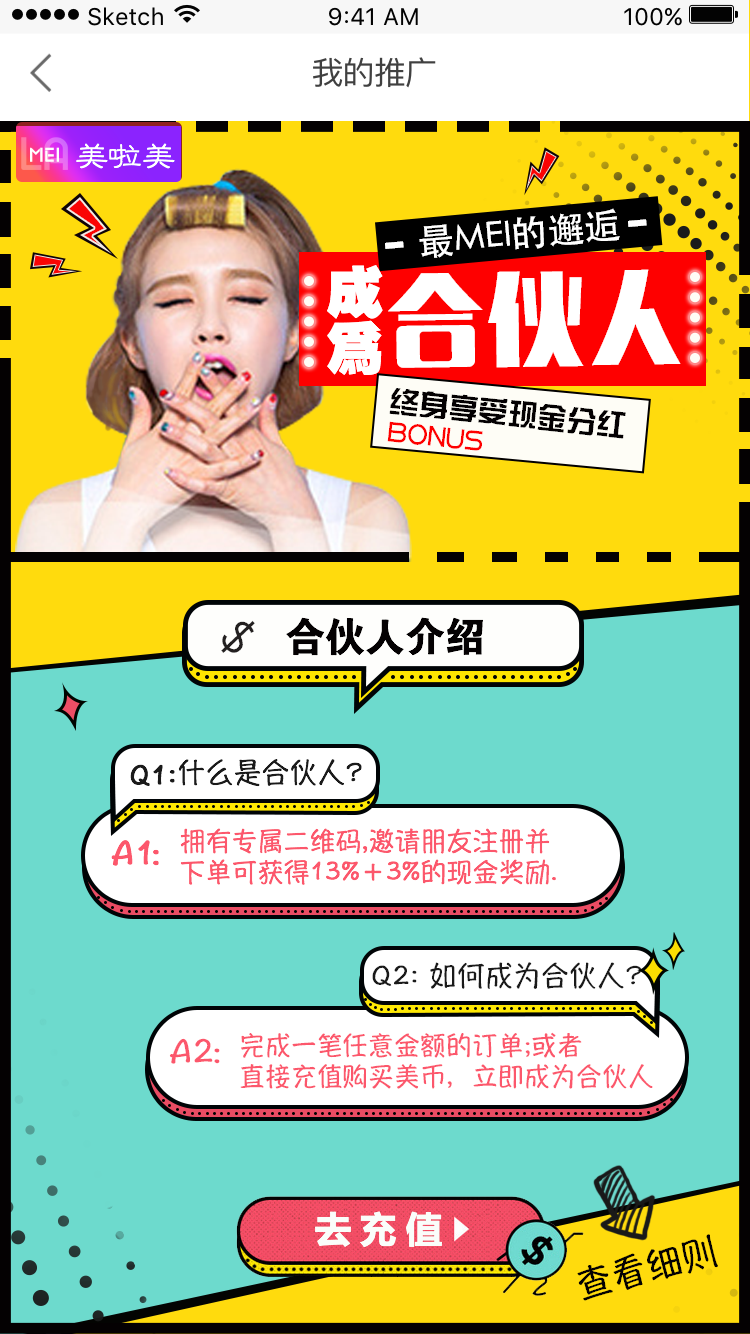 Sketch 9:41 AM 100%
我的推广
LA MEI 美啦美
最MEI的邂逅
成为
合伙人
终身享受现金分红
BONUS
$ 合伙人介绍
Q1:什么是合伙人?
A1: 拥有专属二维码,邀请朋友注册并
下单可获得13%+3%的现金奖励.
Q2: 如何成为合伙人?
A2: 完成一笔任意金额的订单;或者
直接充值购买美币，立即成为合伙人
去充值
$
查看细则